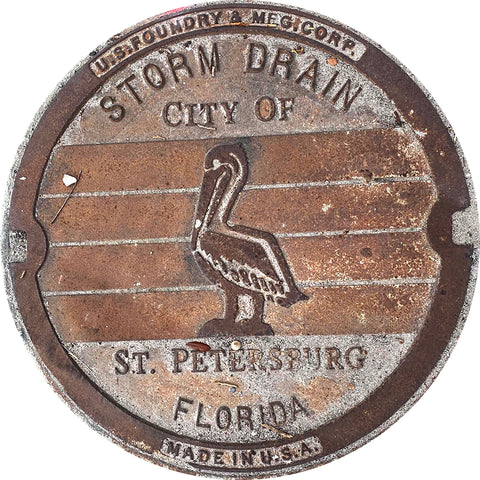 U.S. FOUNDRY & MFG. CORP.
STORM DRAIN
CITY OF
ST. PETERSBURG
FLORIDA
MADE IN U.S.A.